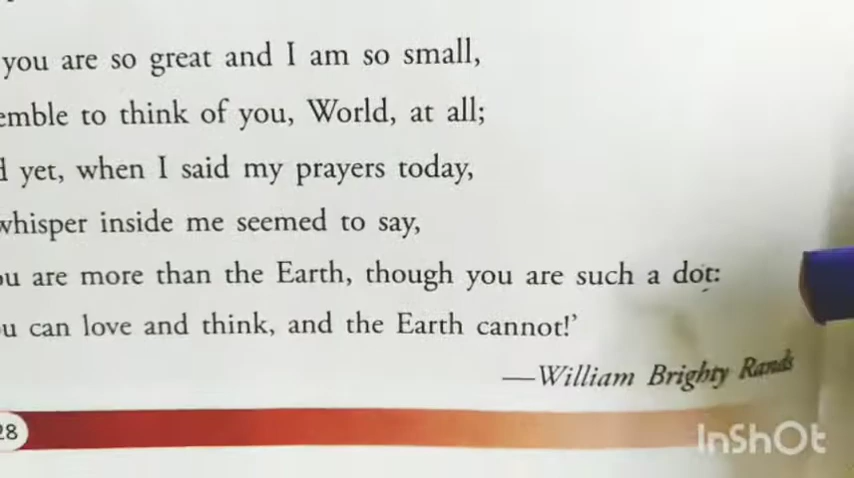 you are so great and I am so small,
emble to think of you, World, at all;
yet, when I said my prayers today,
whisper inside me seemed to say,
ou are more than the Earth, though you are such a dot:
u can love and think, and the Earth cannot!’
—William Brighty Rands
28
InShOt